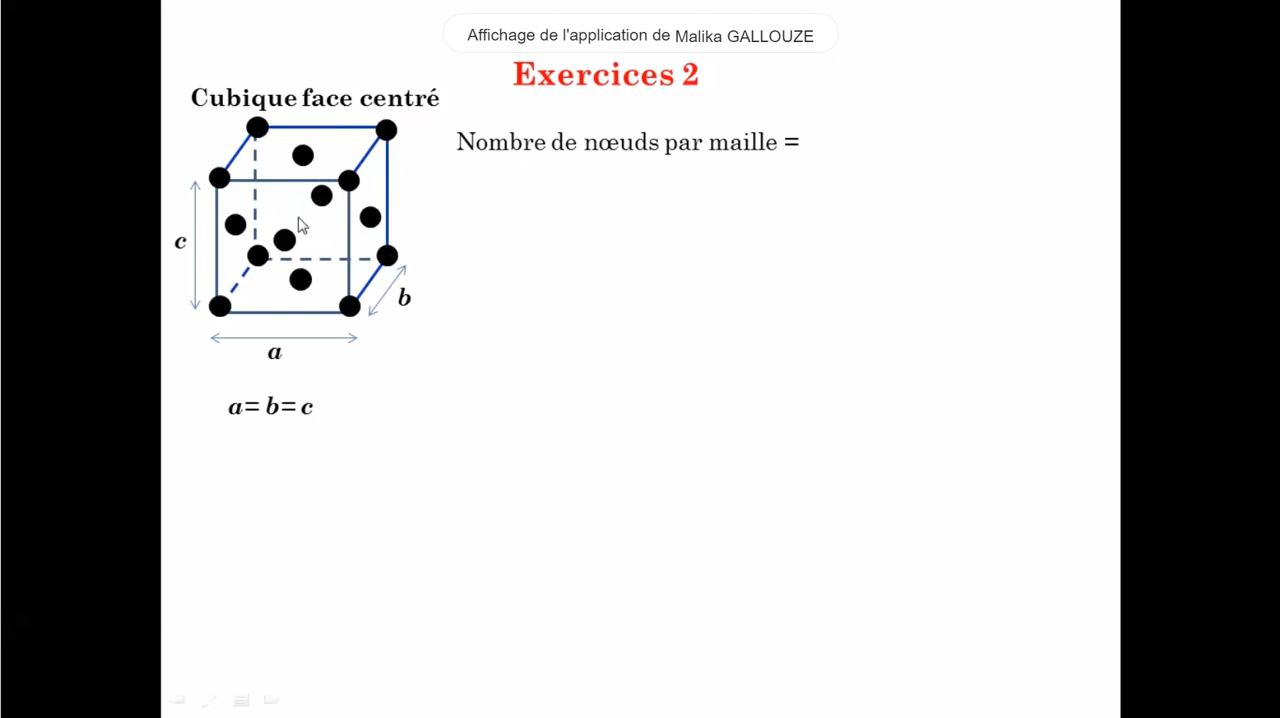 Affichage de l'application de Malika GALLOUZE
Exercices 2
Cubique face centré
Nombre de nœuds par maille =
c
b
a
a= b= c